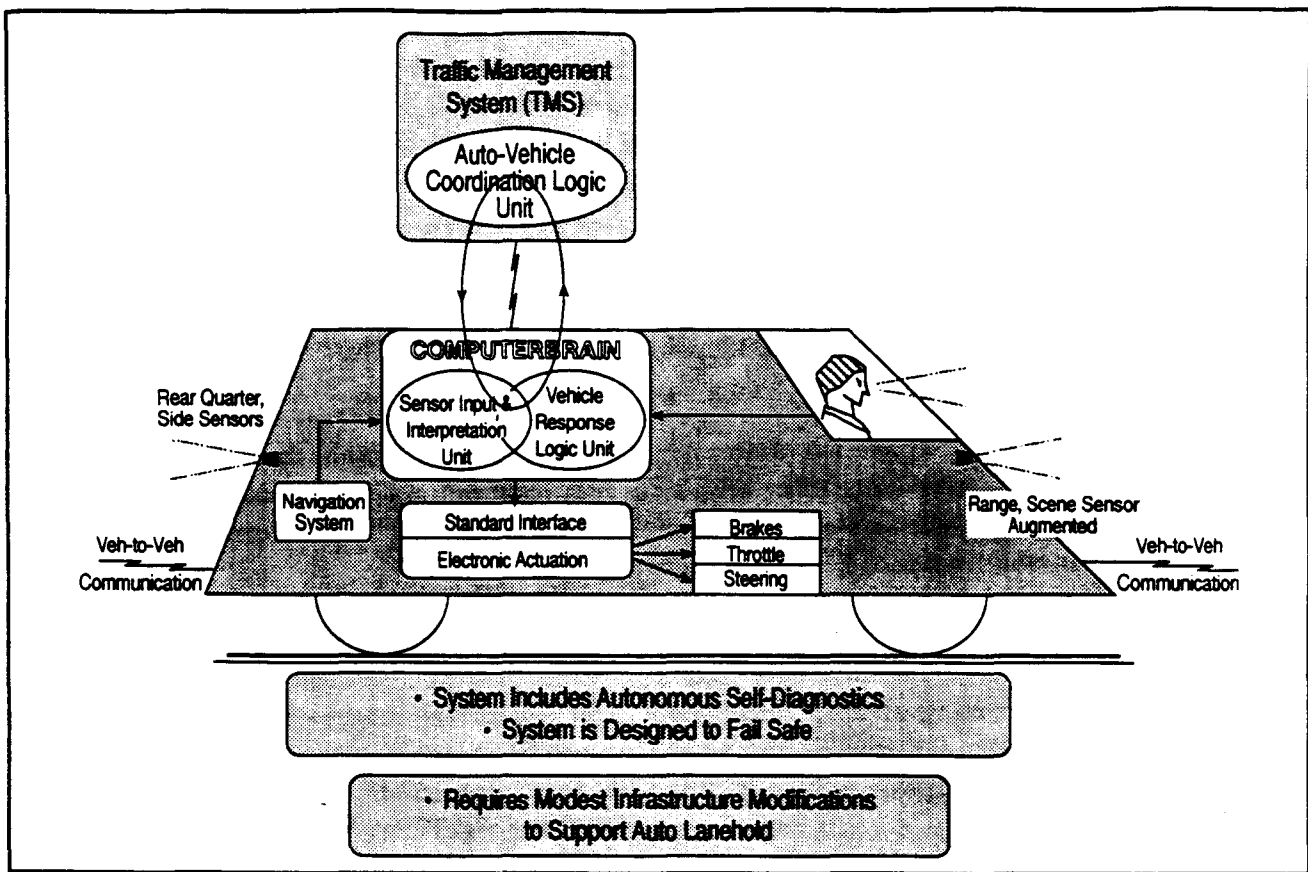 Traffic Management
System (TMS)
Auto-Vehicle
Coordination Logic
Unit
COMPUTERBRAIN
Sensor Input &
Interpretation
Unit
Vehicle
Response
Logic Unit
Rear Quarter,
Side Sensors
Navigation
System
Standard Interface
Electronic Actuation
Brakes
Throttle
Steering
Range, Scene Sensor
Augmented
Veh-to-Veh
Communication
Veh-to-Veh
Communication
• System Includes Autonomous Self-Diagnostics
• System is Designed to Fail Safe
• Requires Modest Infrastructure Modifications
to Support Auto Lanehold